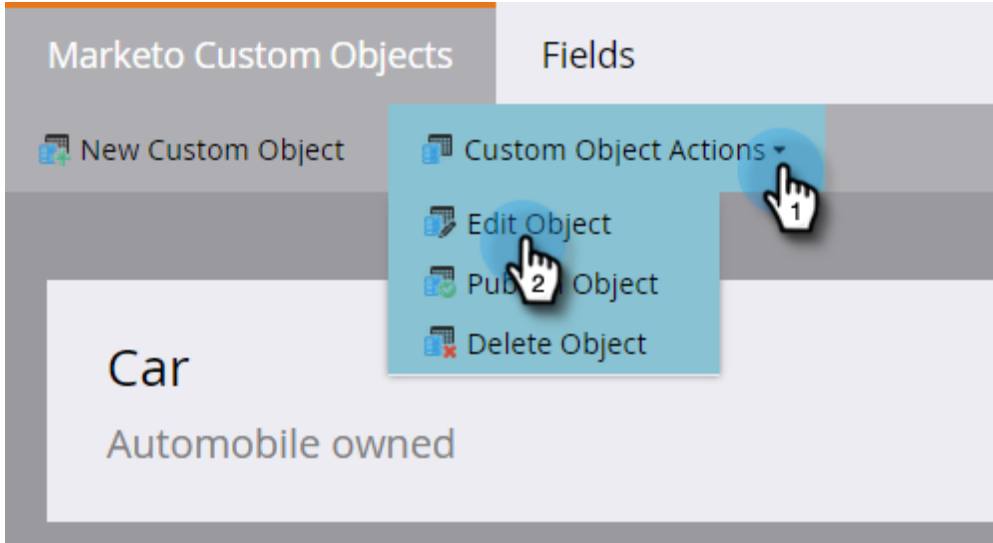 Marketo Custom Objects Fields
New Custom Object Custom Object Actions
1
Edit Object
2
Object
Delete Object
Car
Automobile owned